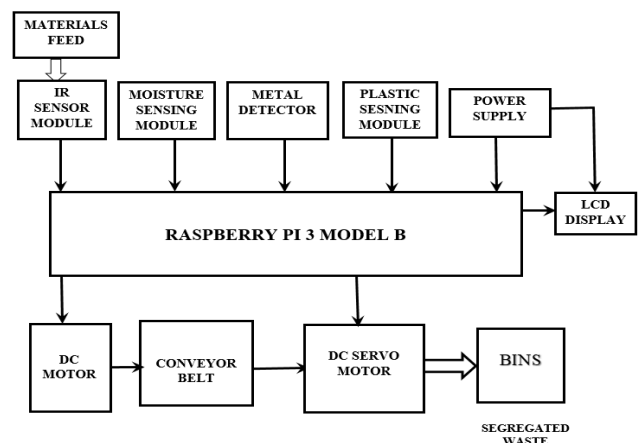 MATERIALS
FEED
IR
SENSOR
MODULE
MOISTURE
SENSING
MODULE
METAL
DETECTOR
PLASTIC
SESNING
MODULE
POWER
SUPPLY
LCD
DISPLAY
RASPBERRY PI 3 MODEL B
DC
MOTOR
CONVEYOR
BELT
DC SERVO
MOTOR
BINS
SEGREGATED
WASTE